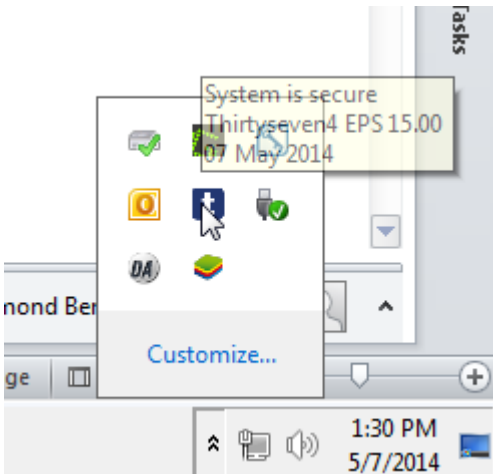 Tasks
System is secure
Thirtyseven4 EPS 15.00
07 May 2014
DA
mond Ber
Customize...
ge
1:30 PM
5/7/2014